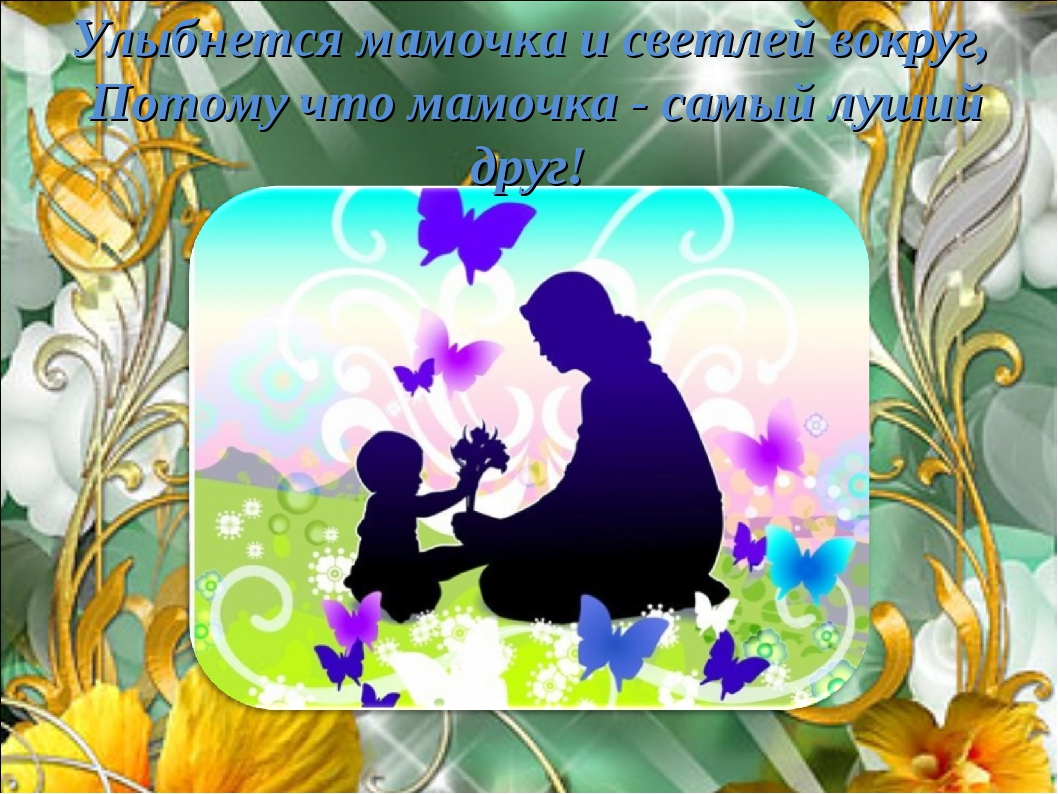 Улыбнется мамочка и светлей вокруг,
Потому что мамочка - самый луший
друг!